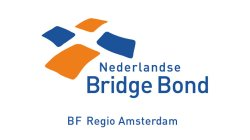 Nederlandse
Bridge Bond
BF Regio Amsterdam